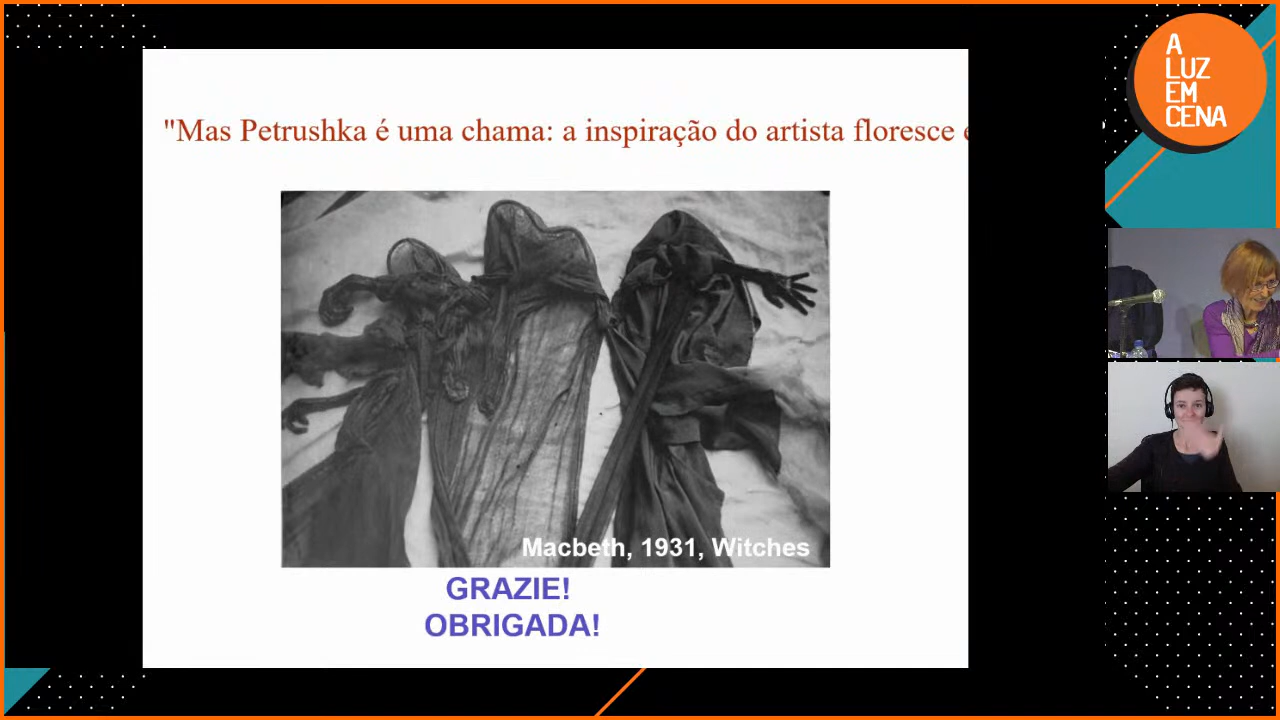 "Mas Petrushka é uma chama: a inspiração do artista floresce
Macbeth, 1931, Witches
GRAZIE!
OBRIGADA!
A
LUZ
EM
CENA